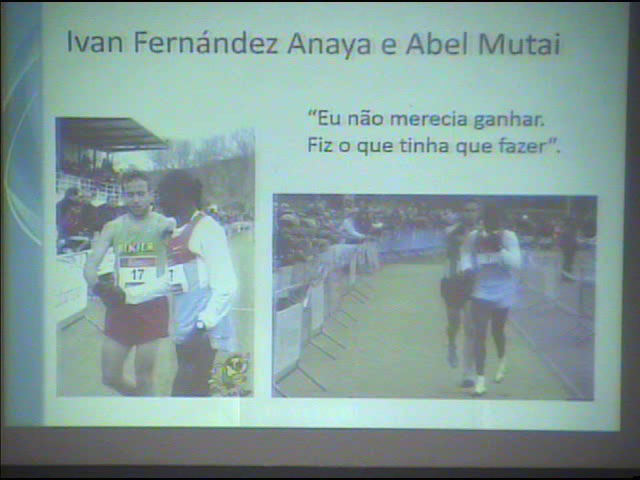 Ivan Fernández Anaya e Abel Mutai
“Eu não merecia ganhar.
Fiz o que tinha que fazer”.
17